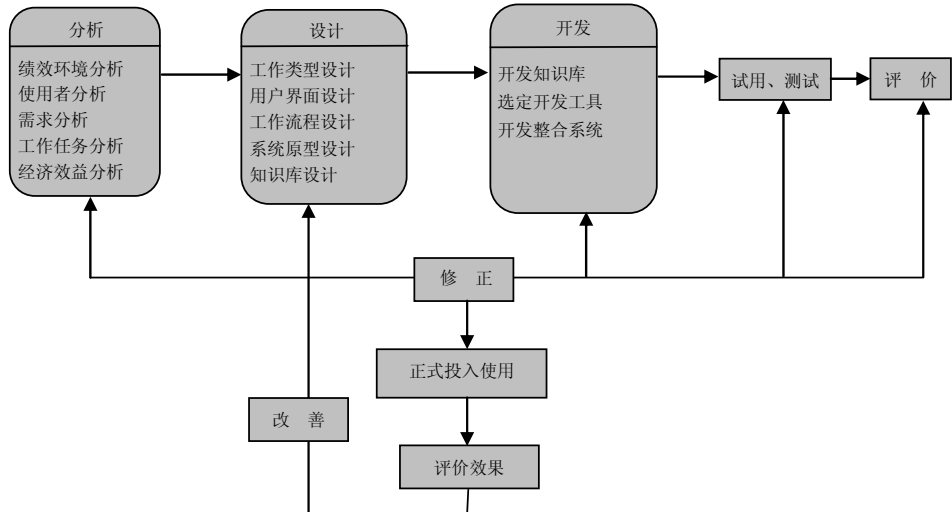 分析
绩效环境分析
使用者分析
需求分析
工作任务分析
经济效益分析
设计
工作类型设计
用户界面设计
工作流程设计
系统原型设计
知识库设计
开发
开发知识库
选定开发工具
开发整合系统
试用、测试
评 价
修 正
正式投入使用
改 善
评价效果